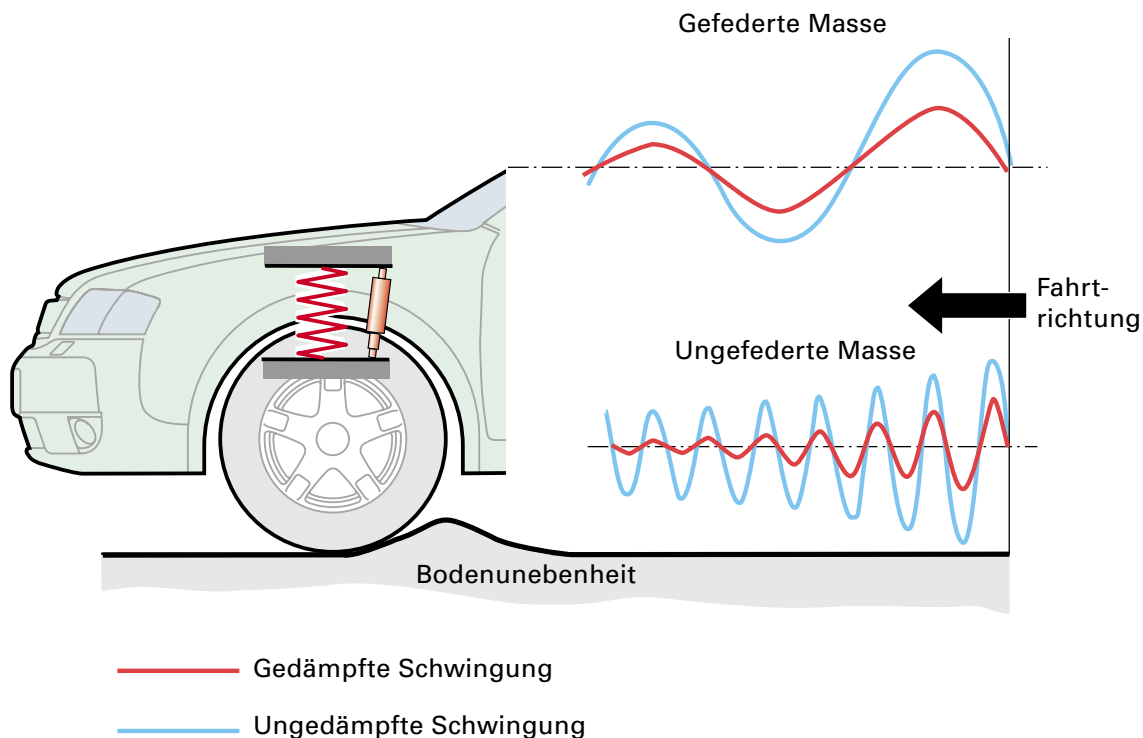 Gefederte Masse
Fahrt-
richtung
Ungefederte Masse
Bodenunebenheit
Gedämpfte Schwingung
Ungedämpfte Schwingung